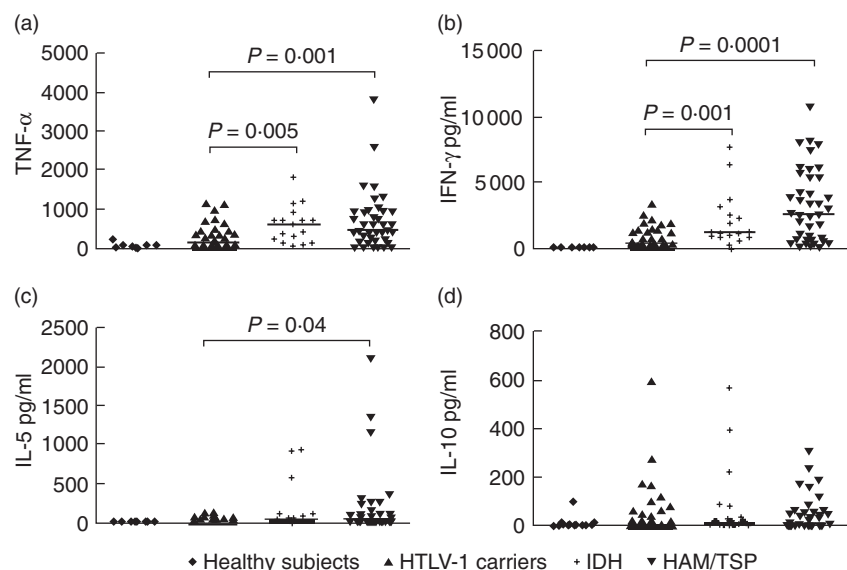 (a)
5000
4000
3000
2000
1000
0
TNF-α
P = 0·001
P = 0·005
(b)
15 000
10 000
5 000
0
IFN-γ pg/ml
P = 0·0001
P = 0·001
(c)
2500
2000
1500
1000
500
0
IL-5 pg/ml
P = 0·04
(d)
800
600
400
200
0
IL-10 pg/ml
Healthy subjects HTLV-1 carriers IDH HAM/TSP